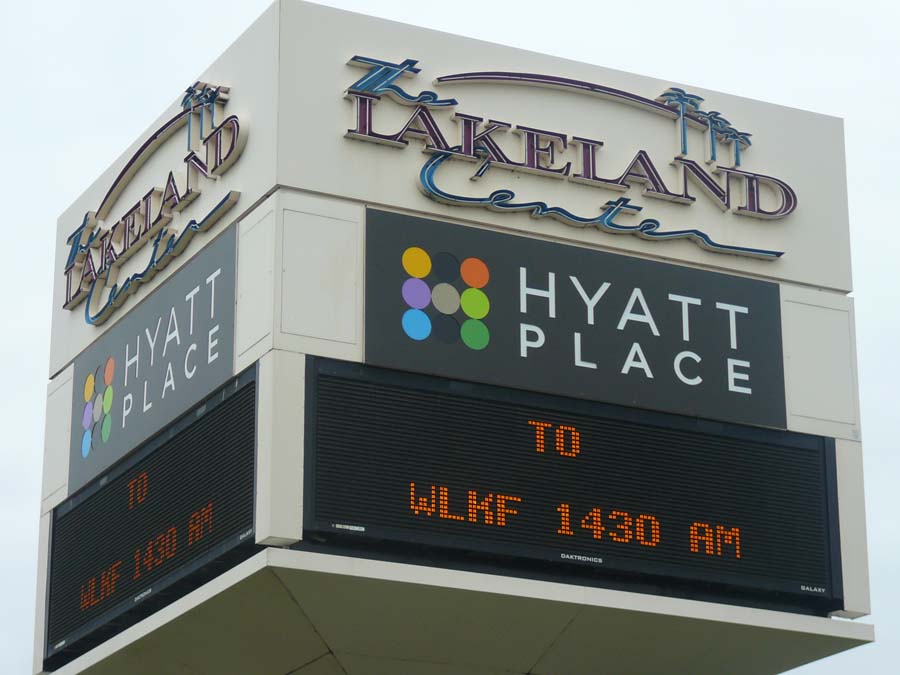 The
LAKELAND
Center
HYATT
PLACE
TO
WLKF 1430 AM
The
LAKELAND
Center
HYATT
PLACE
TO
WLKF 1430 AM
DAKTRONICS
GALAXY